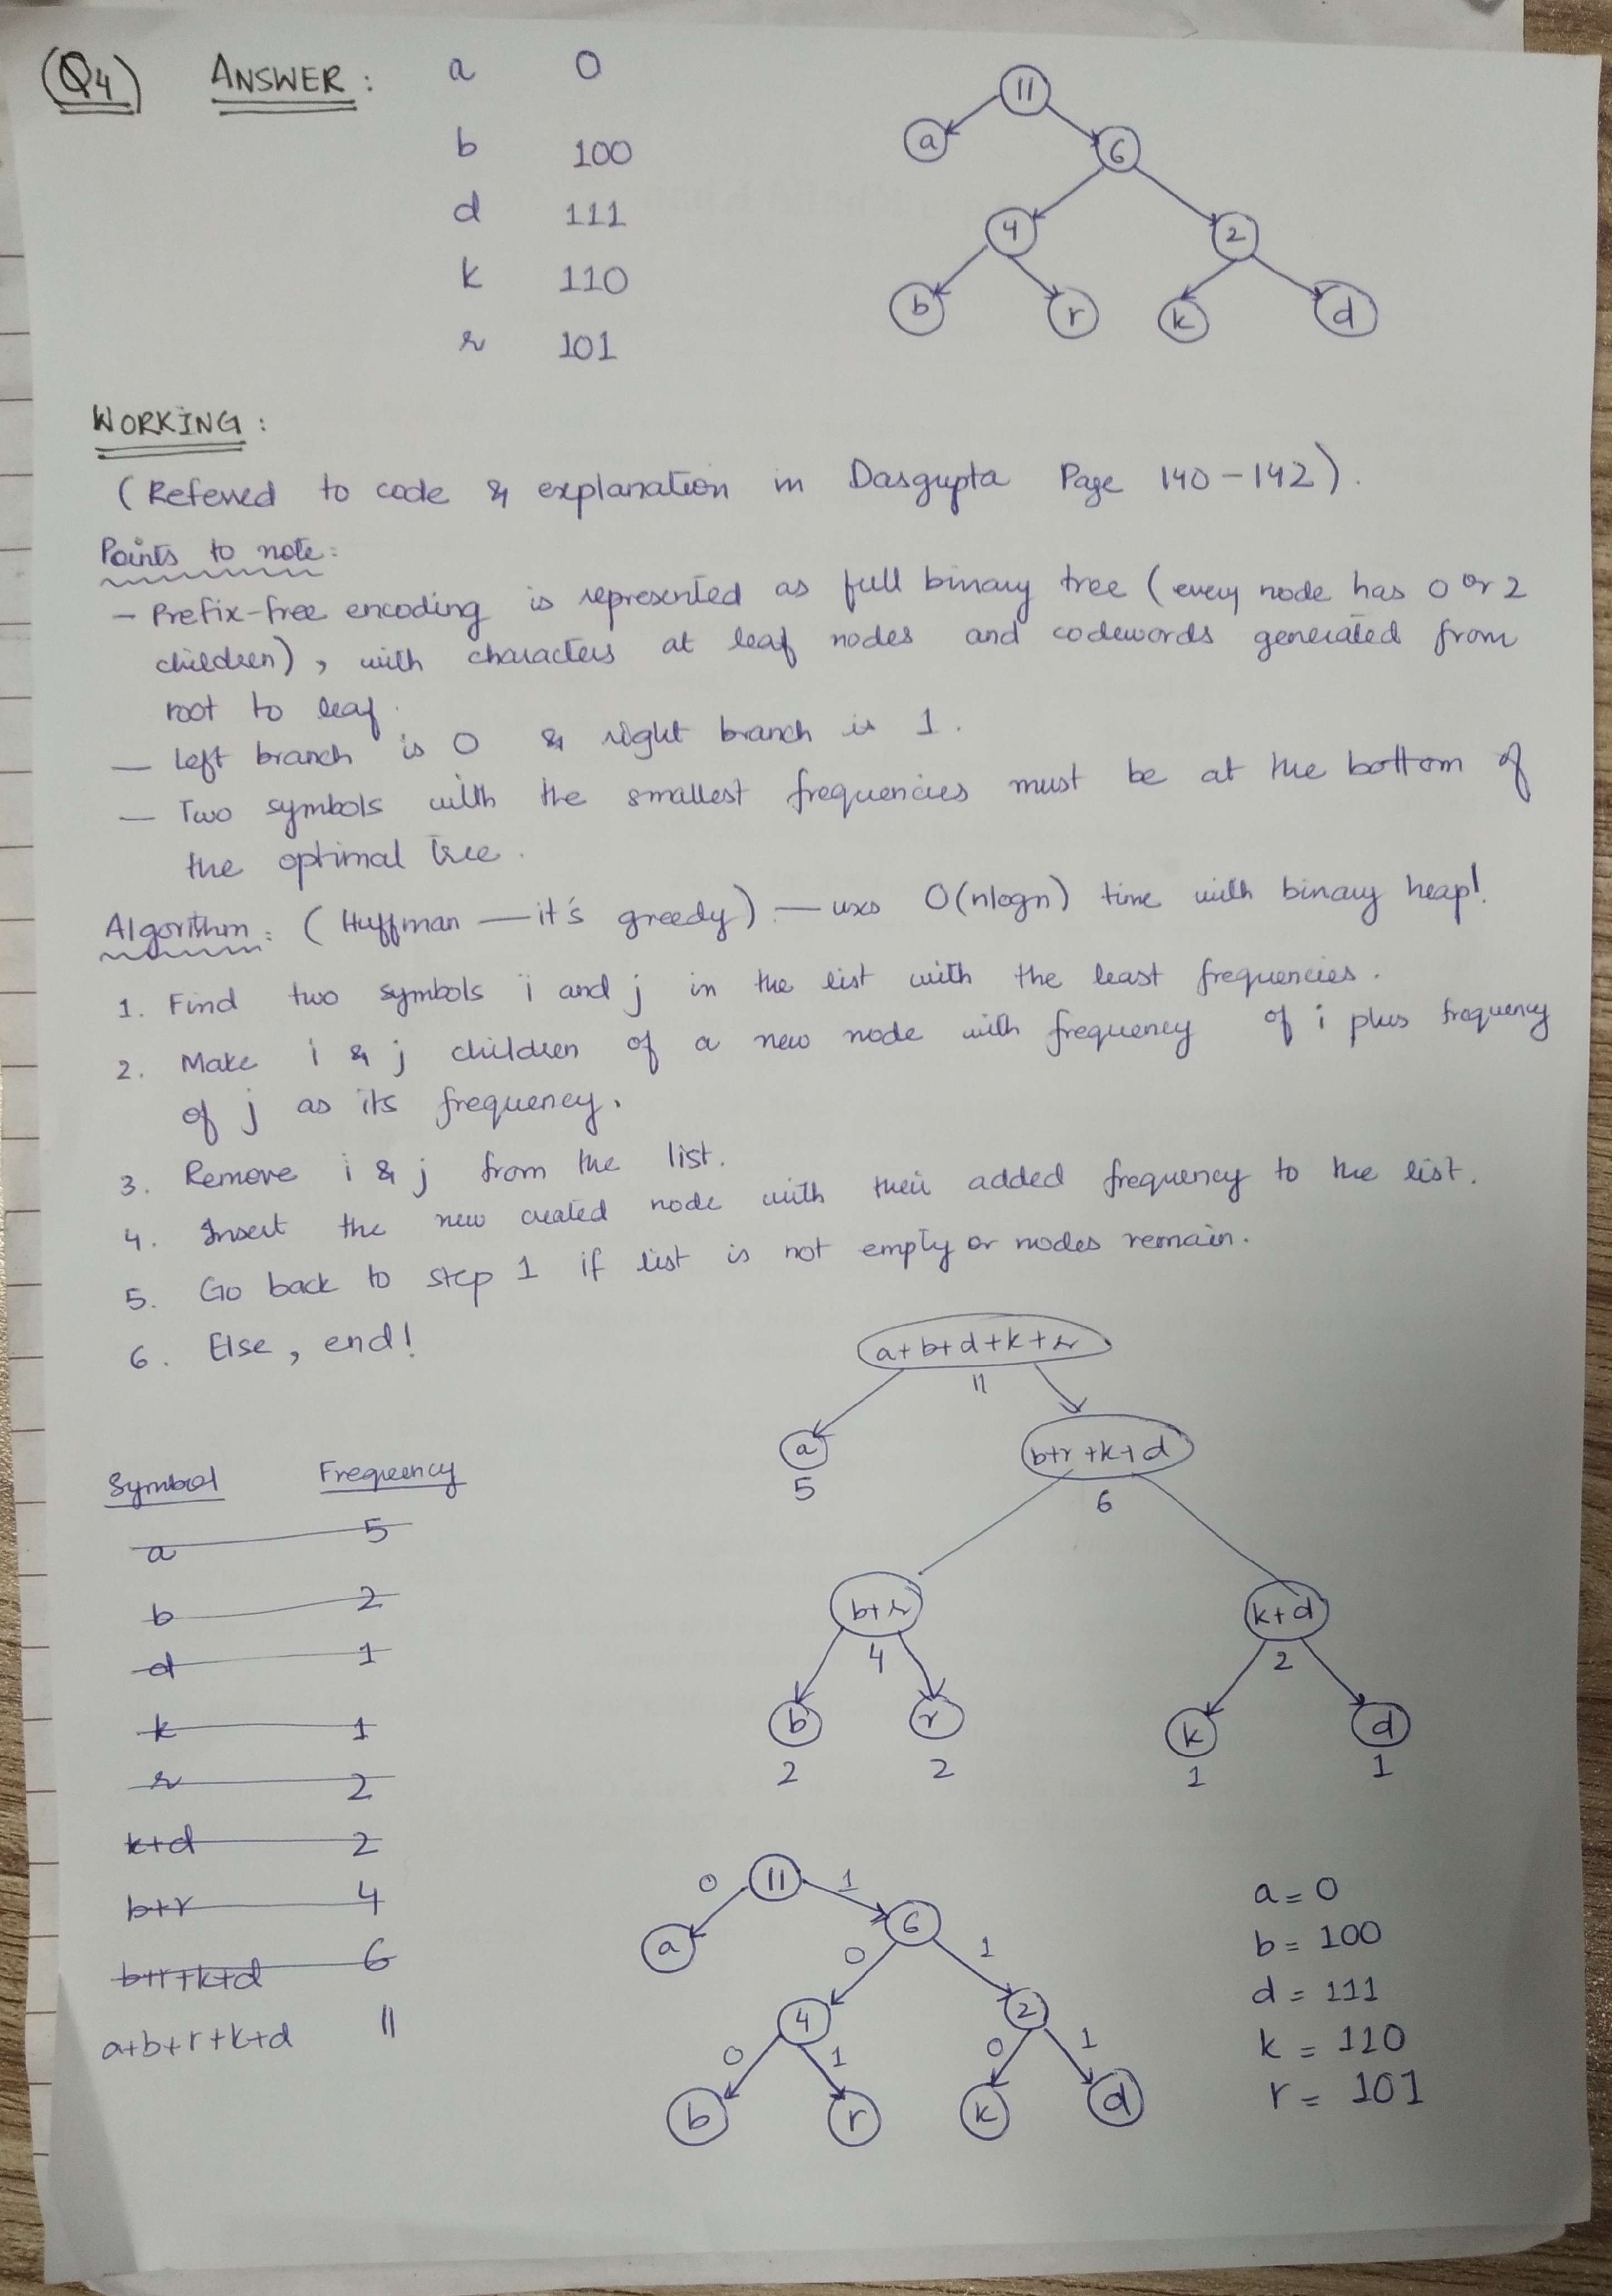 (Q4) ANSWER :
a 0
b 100
d 111
k 110
r 101
11
a 6
4 2
b r k d
WORKING :
(Referred to code & explanation in Dasgupta Page 140-142).
Points to note:
- Prefix-free encoding is represented as full binary tree (every node has 0 or 2
children), with characters at leaf nodes and codewords generated from
root to leaf.
- left branch is 0 & right branch is 1.
- Two symbols with the smallest frequencies must be at the bottom of
the optimal tree.
Algorithm: (Huffman — it's greedy) — uses O(nlogn) time with binary heap!
1. Find two symbols i and j in the list with the least frequencies.
2. Make i & j children of a new node with frequency of i plus frequency
of j as its frequency.
3. Remove i & j from the list.
4. Insert the new created node with their added frequency to the list.
5. Go back to step 1 if list is not empty or nodes remain.
6. Else, end!
Symbol Frequency
a 5
b 2
d 1
k 1
r 2
k+d 2
b+r 4
b+r+k+d 6
a+b+r+k+d 11
a+b+d+k+r
11
a b+r+k+d
5 6
b+r k+d
4 2
b r k d
2 2 1 1
0 11 1
a 6
0 1
4 2
0 1 0 1
b r k d
a = 0
b = 100
d = 111
k = 110
r = 101